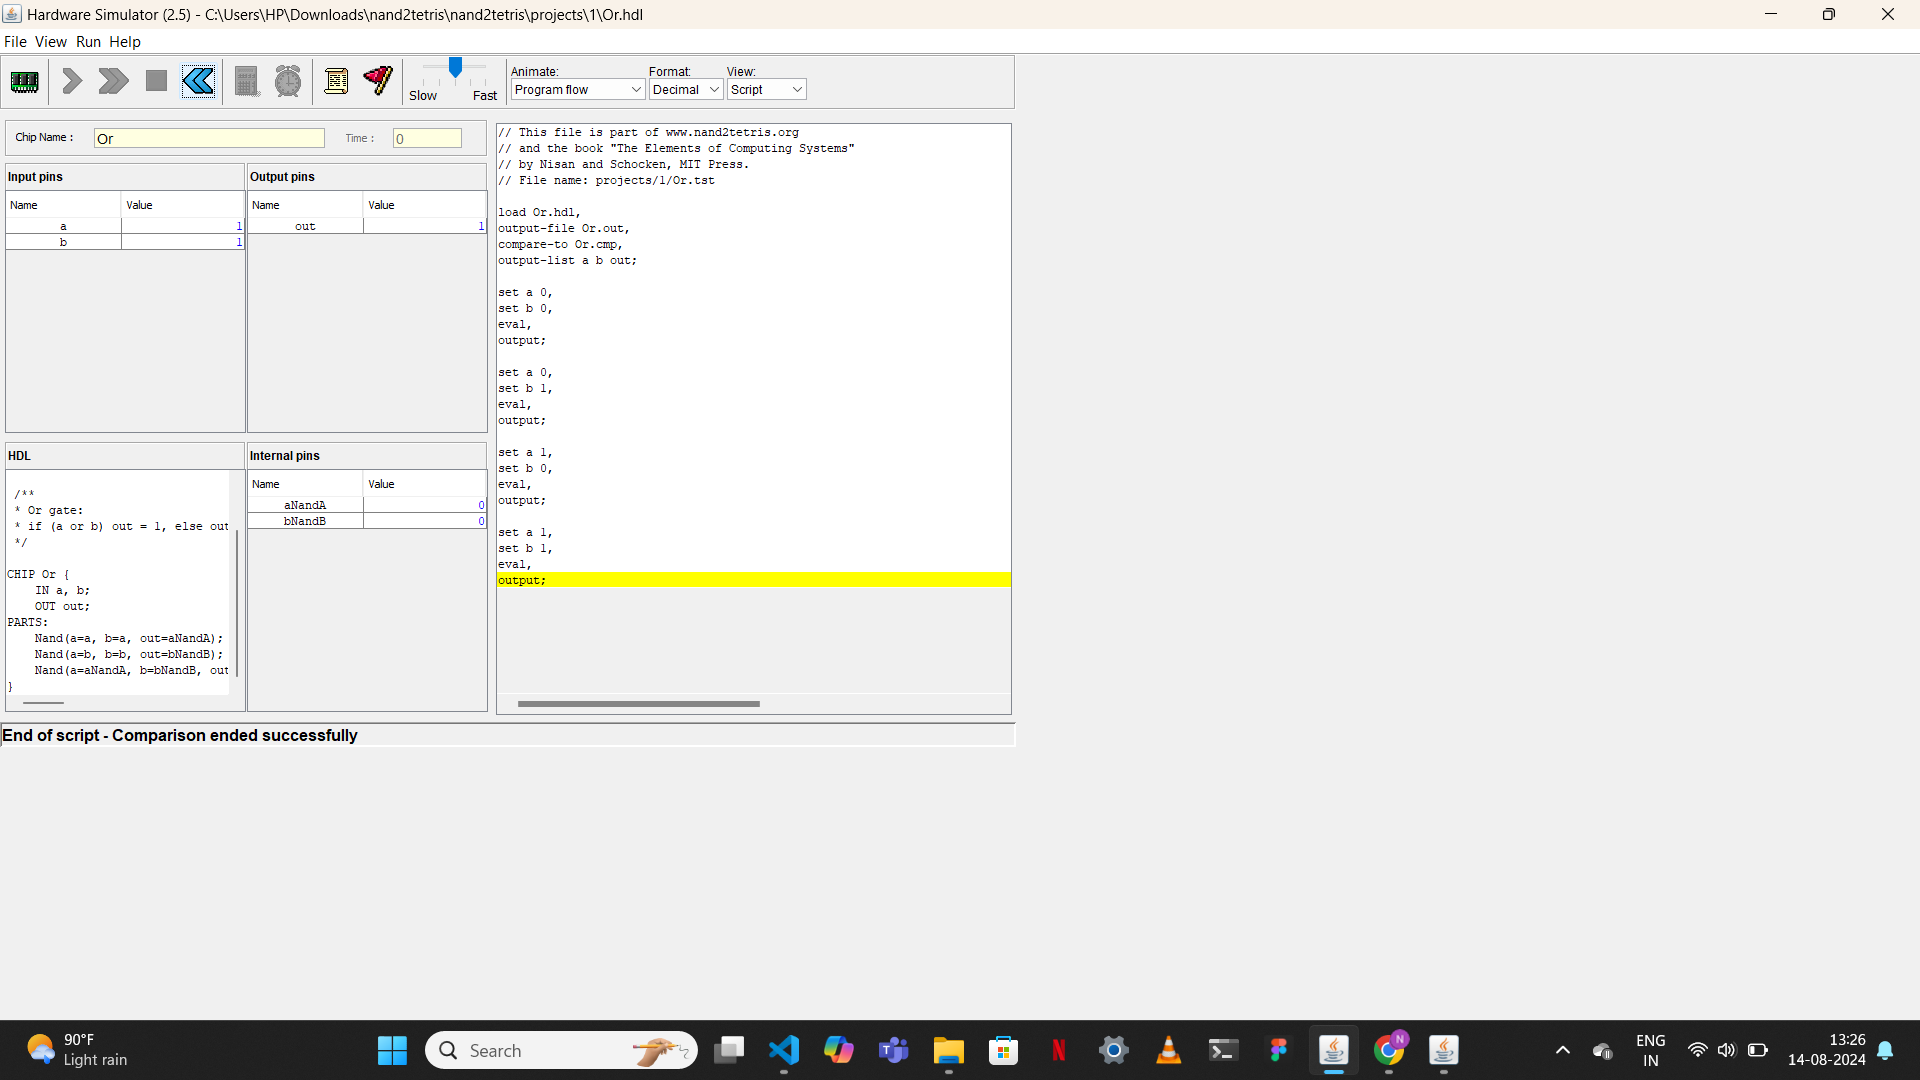 Hardware Simulator (2.5) - C:\Users\HP\Downloads\nand2tetris\nand2tetris\projects\1\Or.hdl
File View Run Help
Slow Fast
Animate: Format: View:
Program flow Decimal Script
Chip Name : Or Time : 0
Input pins
Name Value
a 1
b 1
Output pins
Name Value
out 1
HDL
/**
* Or gate:
* if (a or b) out = 1, else out
*/
CHIP Or {
IN a, b;
OUT out;
PARTS:
Nand(a=a, b=a, out=aNandA);
Nand(a=b, b=b, out=bNandB);
Nand(a=aNandA, b=bNandB, out
}
Internal pins
Name Value
aNandA 0
bNandB 0
// This file is part of www.nand2tetris.org
// and the book "The Elements of Computing Systems"
// by Nisan and Schocken, MIT Press.
// File name: projects/1/Or.tst
load Or.hdl,
output-file Or.out,
compare-to Or.cmp,
output-list a b out;
set a 0,
set b 0,
eval,
output;
set a 0,
set b 1,
eval,
output;
set a 1,
set b 0,
eval,
output;
set a 1,
set b 1,
eval,
output;
End of script - Comparison ended successfully
90°F
Light rain
Search
N
N
ENG
IN
13:26
14-08-2024